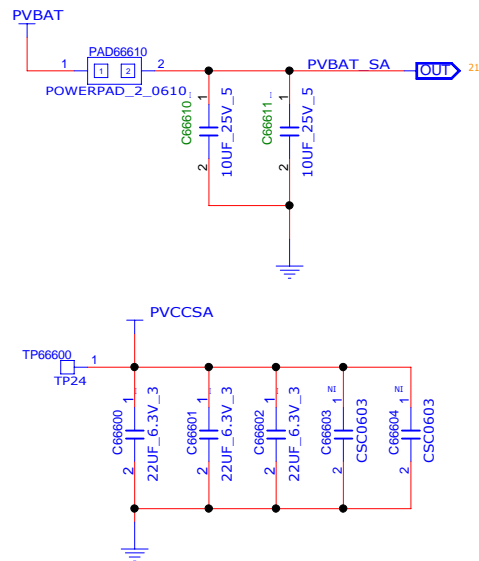 PVBAT
PAD66610
1
1
2
2
POWERPAD_2_0610
PVBAT_SA
OUT
21
C66610
1
2
10UF_25V_5
C66611
1
2
10UF_25V_5
PVCCSA
TP66600
1
TP24
C66600
1
2
22UF_6.3V_3
C66601
1
2
22UF_6.3V_3
C66602
1
2
22UF_6.3V_3
NI
C66603
1
2
CSC0603
NI
C66604
1
2
CSC0603